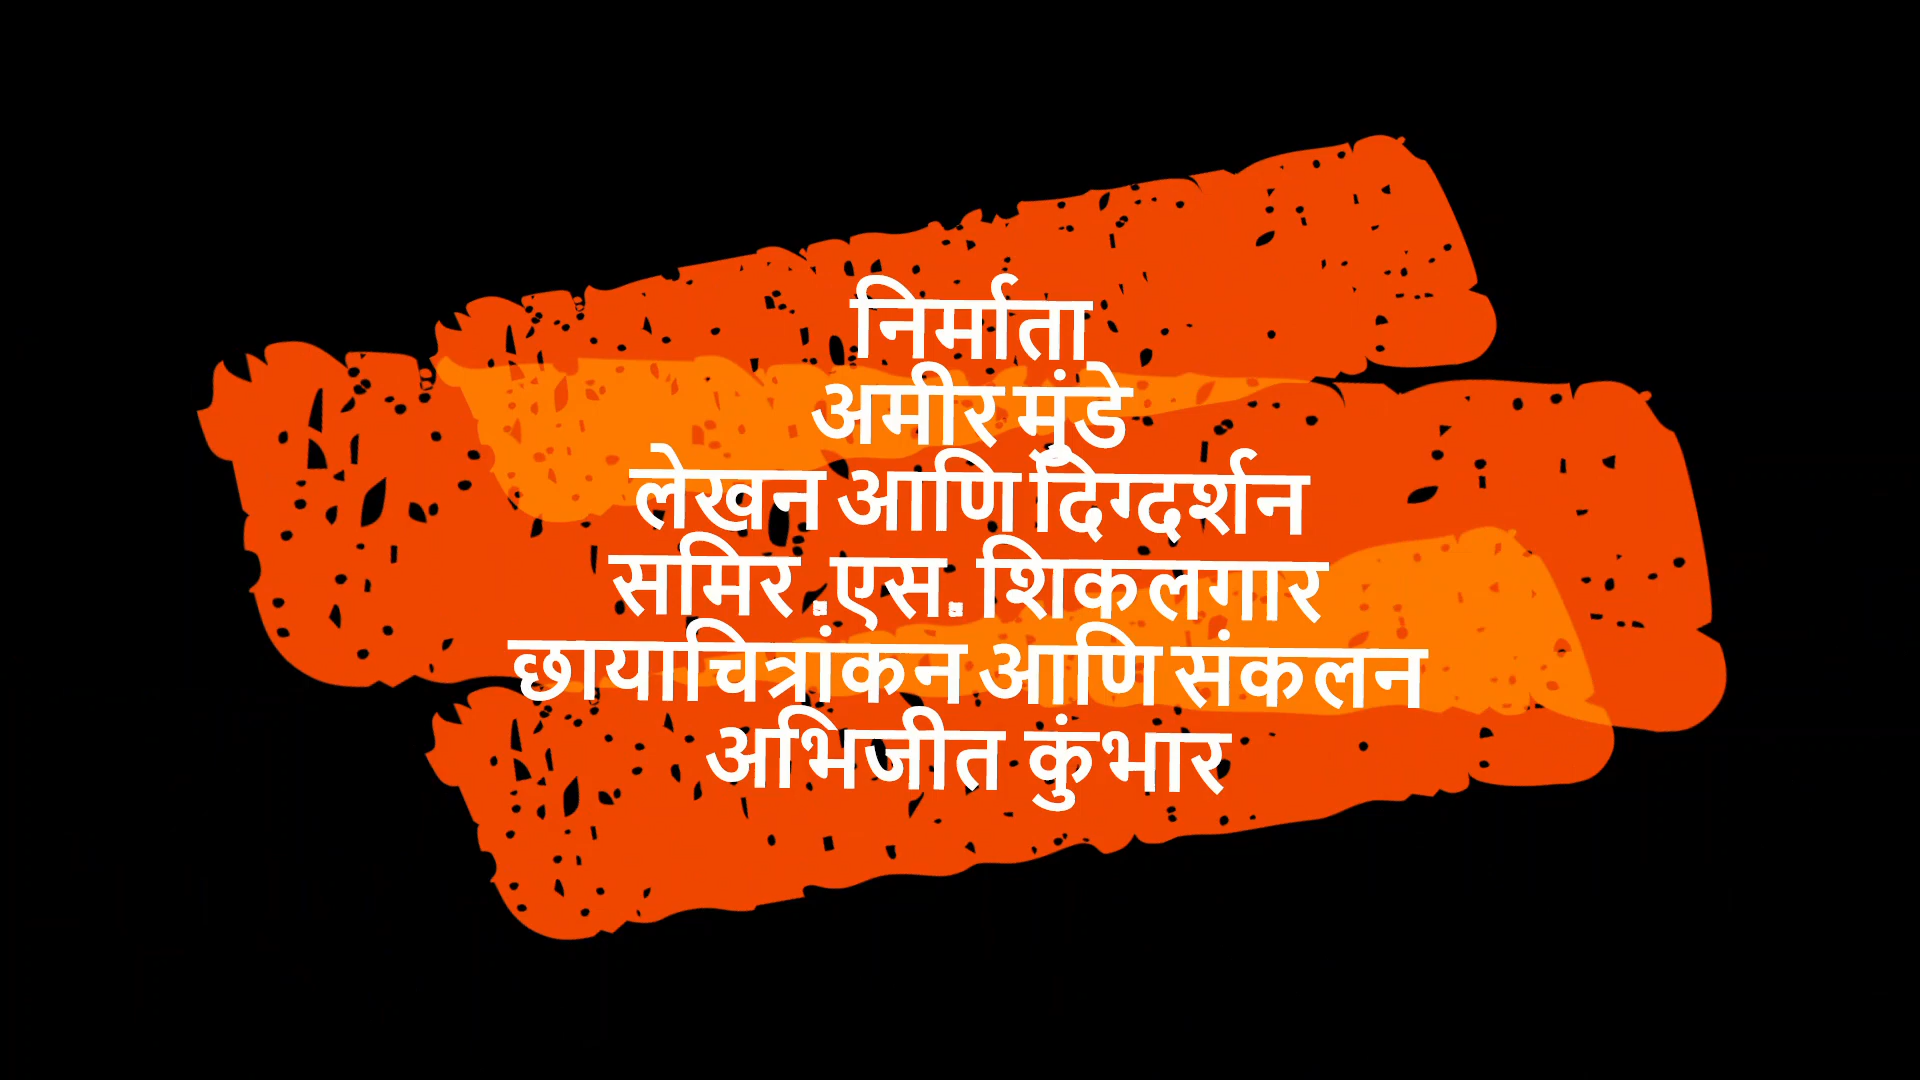 निर्माता
अमीर मुंडे
लेखन आणि दिग्दर्शन
समिर .एस. शिकलगार
छायाचित्रांकन आणि संकलन
अभिजीत कुंभार